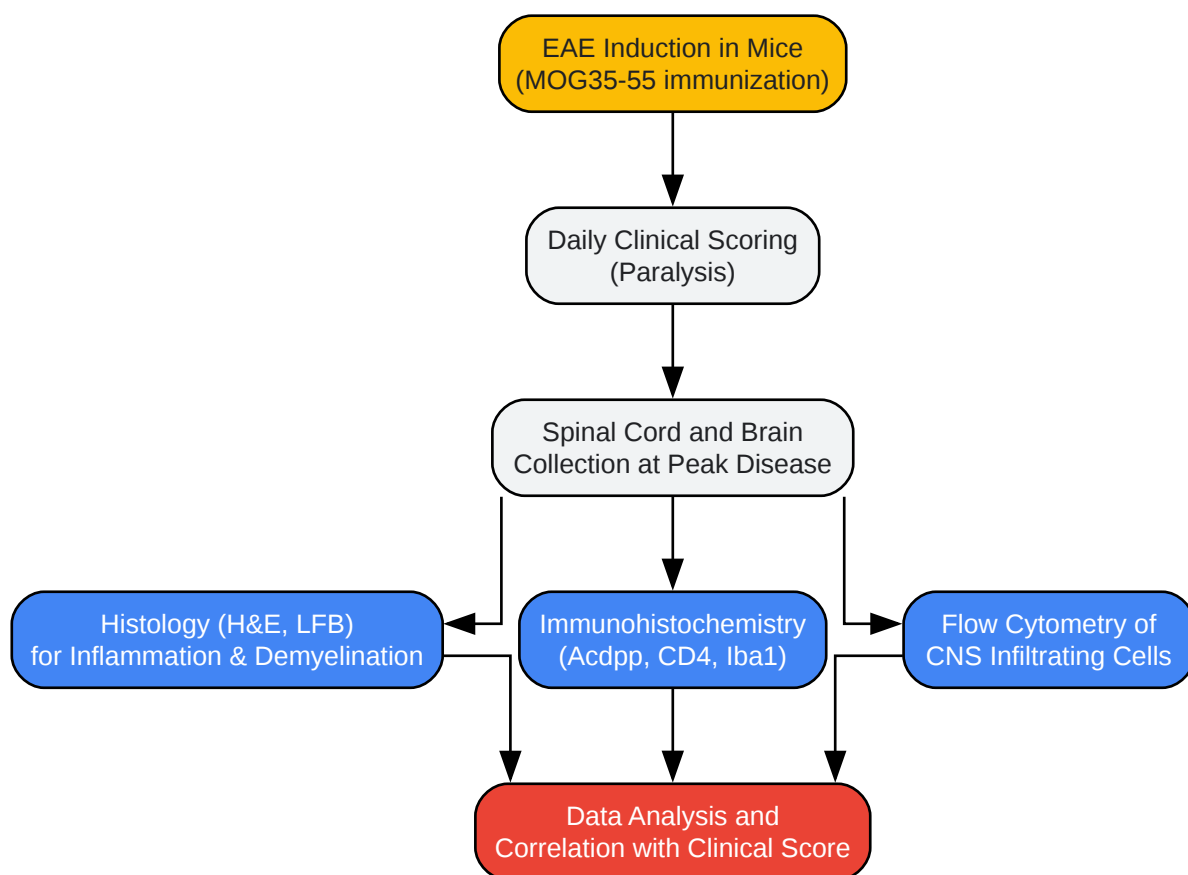 EAE Induction in Mice
(MOG35-55 immunization)
Daily Clinical Scoring
(Paralysis)
Spinal Cord and Brain
Collection at Peak Disease
Histology (H&E, LFB)
for Inflammation & Demyelination
Immunohistochemistry
(Acdpp, CD4, Iba1)
Flow Cytometry of
CNS Infiltrating Cells
Data Analysis and
Correlation with Clinical Score